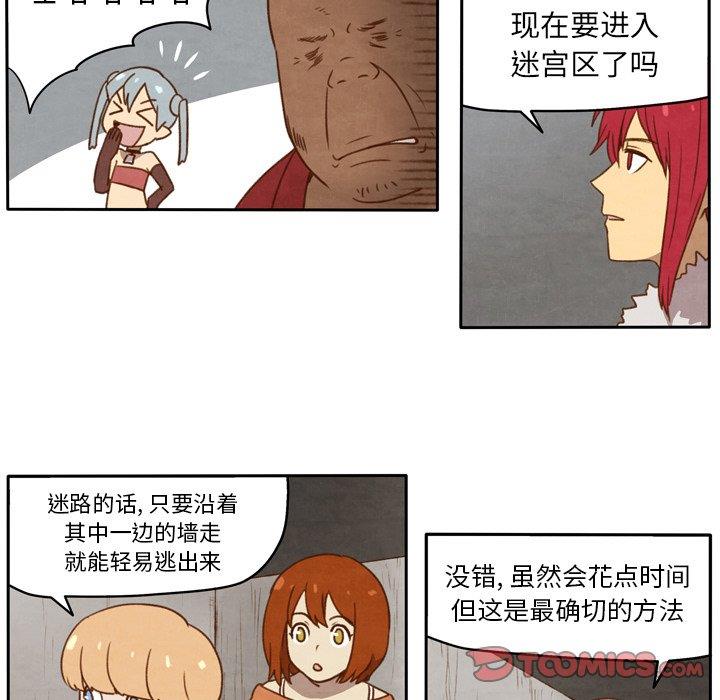 现在要进入
迷宫区了吗
迷路的话, 只要沿着
其中一边的墙走
就能轻易逃出来
没错, 虽然会花点时间
但这是最确切的方法
DTOOMICS.COM